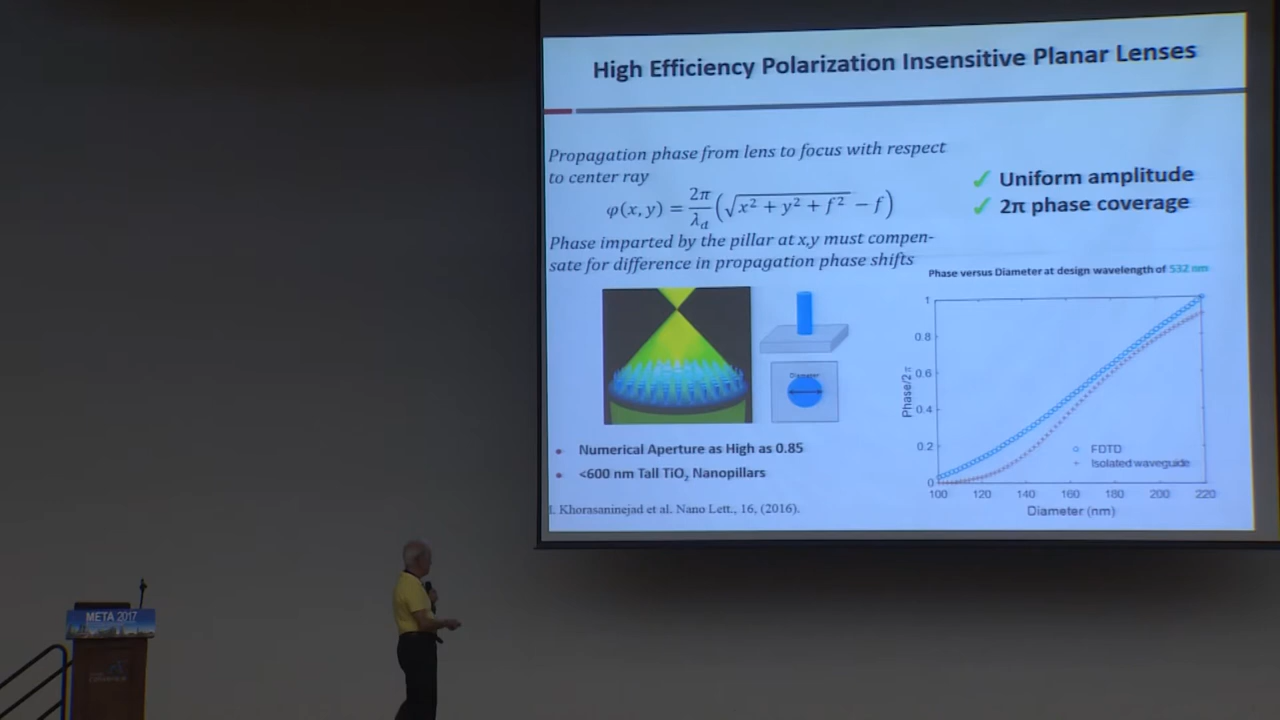 High Efficiency Polarization Insensitive Planar Lenses
Propagation phase from lens to focus with respect
to center ray
φ(x, y) = 2π/λd (√x² + y² + f² − f)
Phase imparted by the pillar at x,y must compen-
sate for difference in propagation phase shifts
✓ Uniform amplitude
✓ 2π phase coverage
Phase versus Diameter at design wavelength of 532 nm
Diameter
Phase/2π
1
0.8
0.6
0.4
0.2
0
FDTD
Isolated waveguide
100 120 140 160 180 200 220
Diameter (nm)
• Numerical Aperture as High as 0.85
• <600 nm Tall TiO₂ Nanopillars
Khorasaninejad et al. Nano Lett., 16, (2016).
META 2017